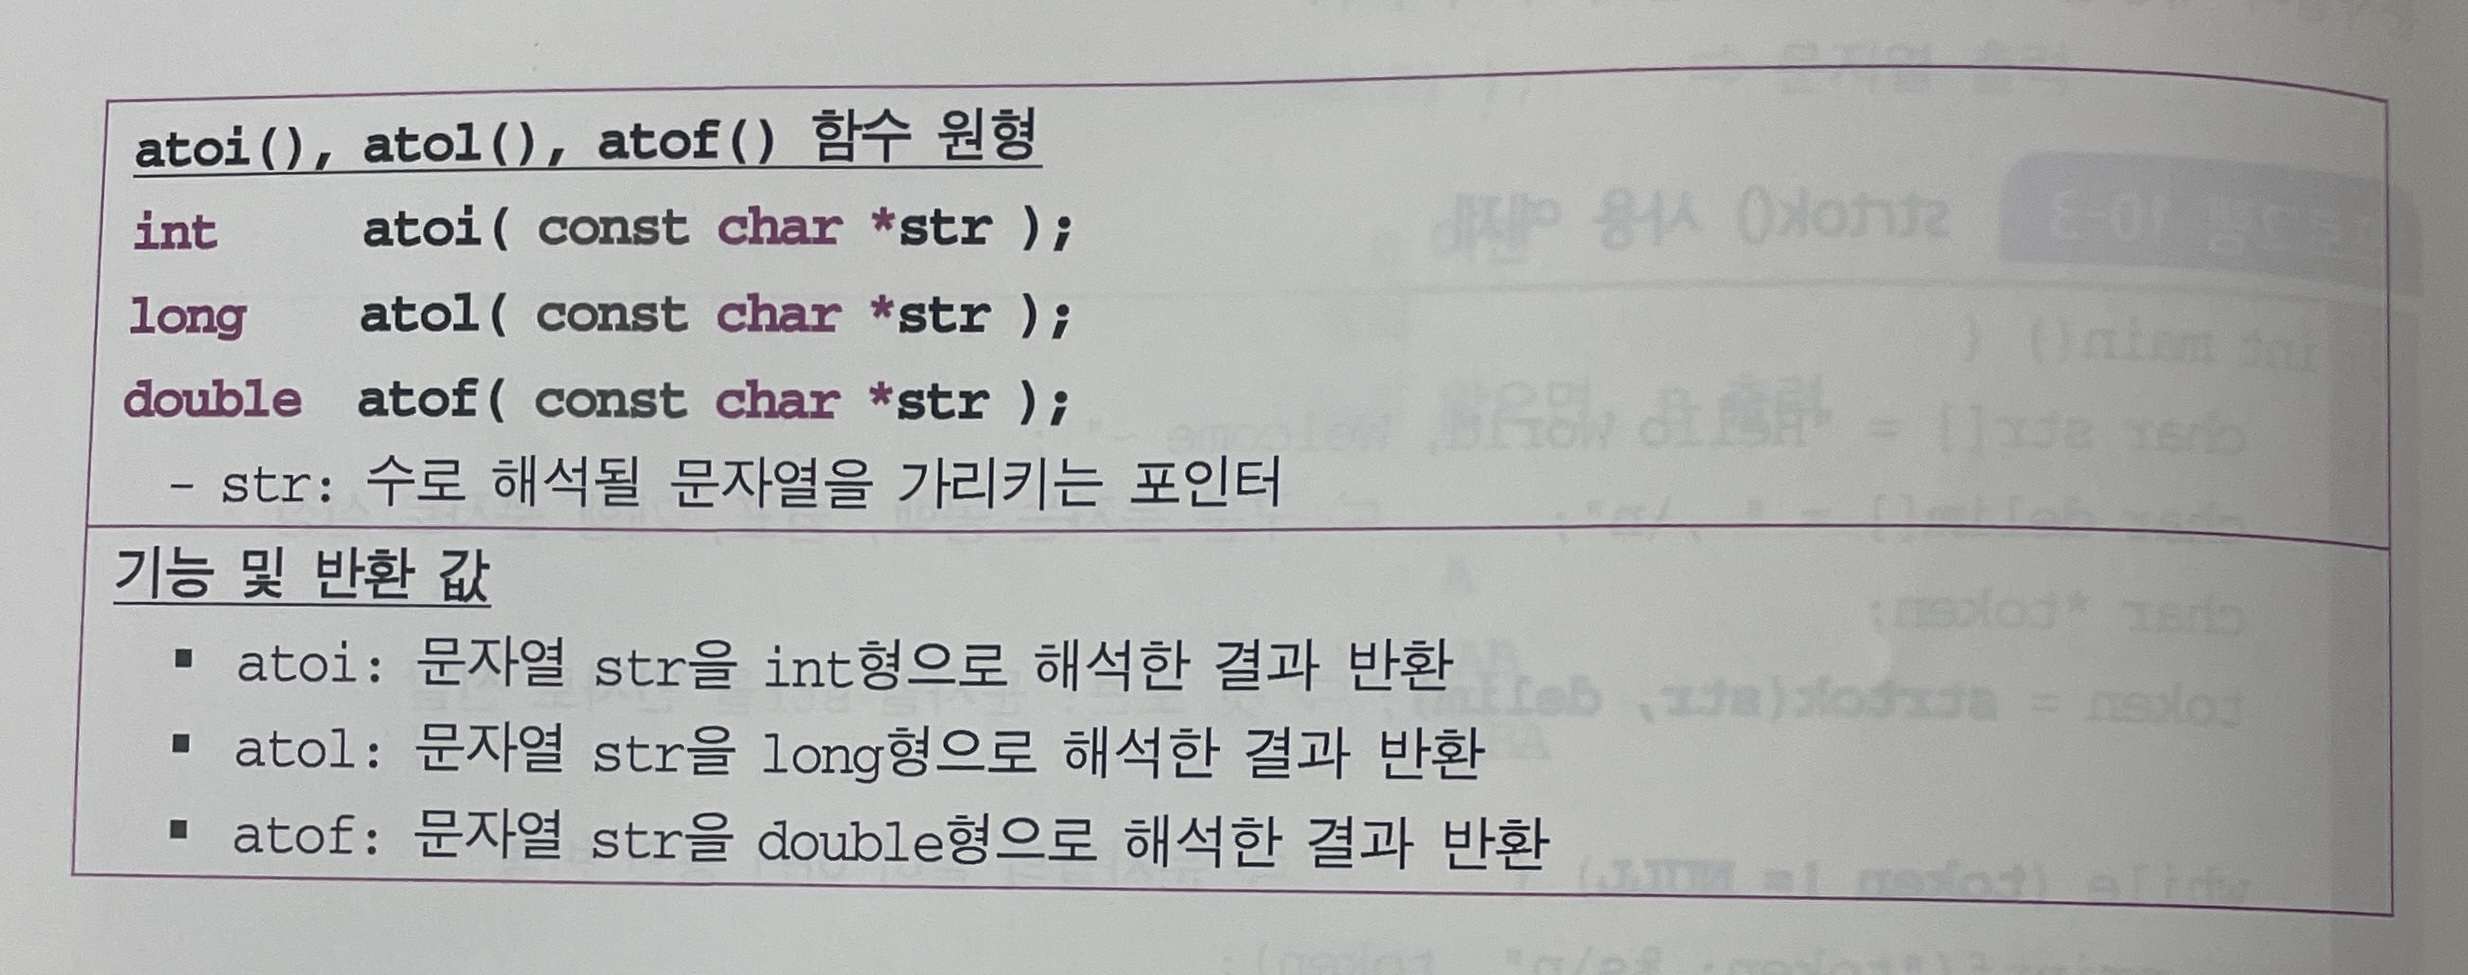 atoi(), atol(), atof() 함수 원형
int atoi( const char *str );
long atol( const char *str );
double atof( const char *str );
- str: 수로 해석될 문자열을 가리키는 포인터
기능 및 반환 값
▪ atoi: 문자열 str을 int형으로 해석한 결과 반환
▪ atol: 문자열 str을 long형으로 해석한 결과 반환
▪ atof: 문자열 str을 double형으로 해석한 결과 반환